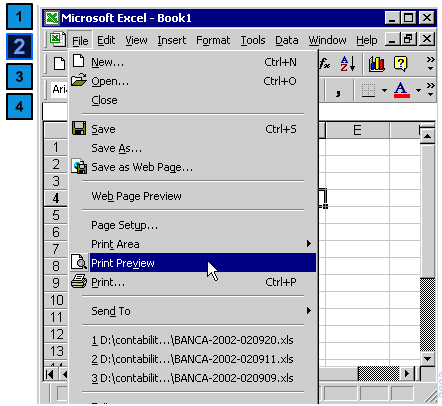 1
2
3
4
Microsoft Excel - Book1
File Edit View Insert Format Tools Data Window Help
New... Ctrl+N
Open... Ctrl+O
Close
Save Ctrl+S
Save As...
Save as Web Page...
Web Page Preview
Page Setup...
Print Area
Print Preview
Print... Ctrl+P
Send To
1 D:\contabilit...\BANCA-2002-020920.xls
2 D:\contabilit...\BANCA-2002-020911.xls
3 D:\contabilit...\BANCA-2002-020909.xls
Aria
E
1
2
3
4
5
6
7
8
9
10
11
12
13